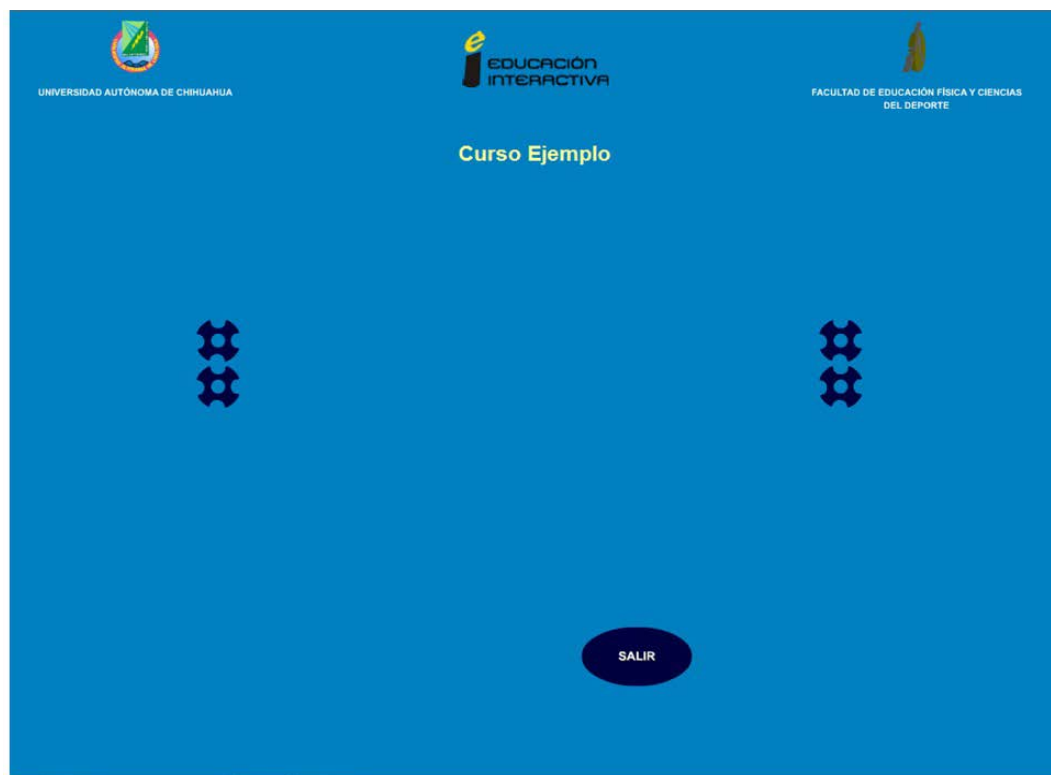 EDUCACIÓN
INTERACTIVA
UNIVERSIDAD AUTÓNOMA DE CHIHUAHUA
FACULTAD DE EDUCACIÓN FÍSICA Y CIENCIAS
DEL DEPORTE
Curso Ejemplo
SALIR